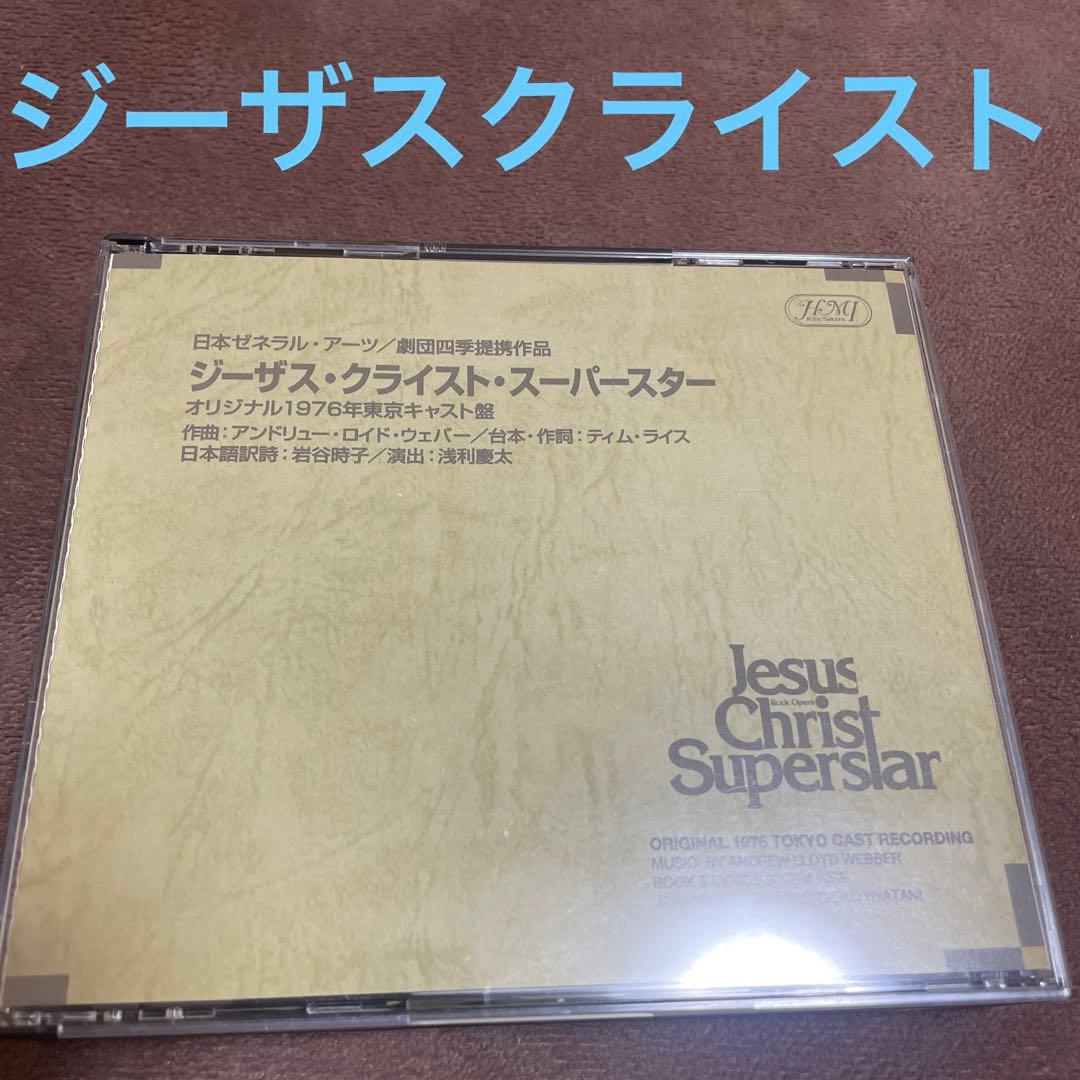 ジーザスクライスト
HMI
RECORDS
日本ゼネラル・アーツ／劇団四季提携作品
ジーザス・クライスト・スーパースター
オリジナル1976年東京キャスト盤
作曲：アンドリュー・ロイド・ウェバー／台本・作詞：ティム・ライス
日本語訳詩：岩谷時子／演出：浅利慶太
Jesus
Rock Opera
Christ
Superstar
ORIGINAL 1976 TOKYO CAST RECORDING
MUSIC BY ANDREW LLOYD WEBBER
BOOK
IWATANI